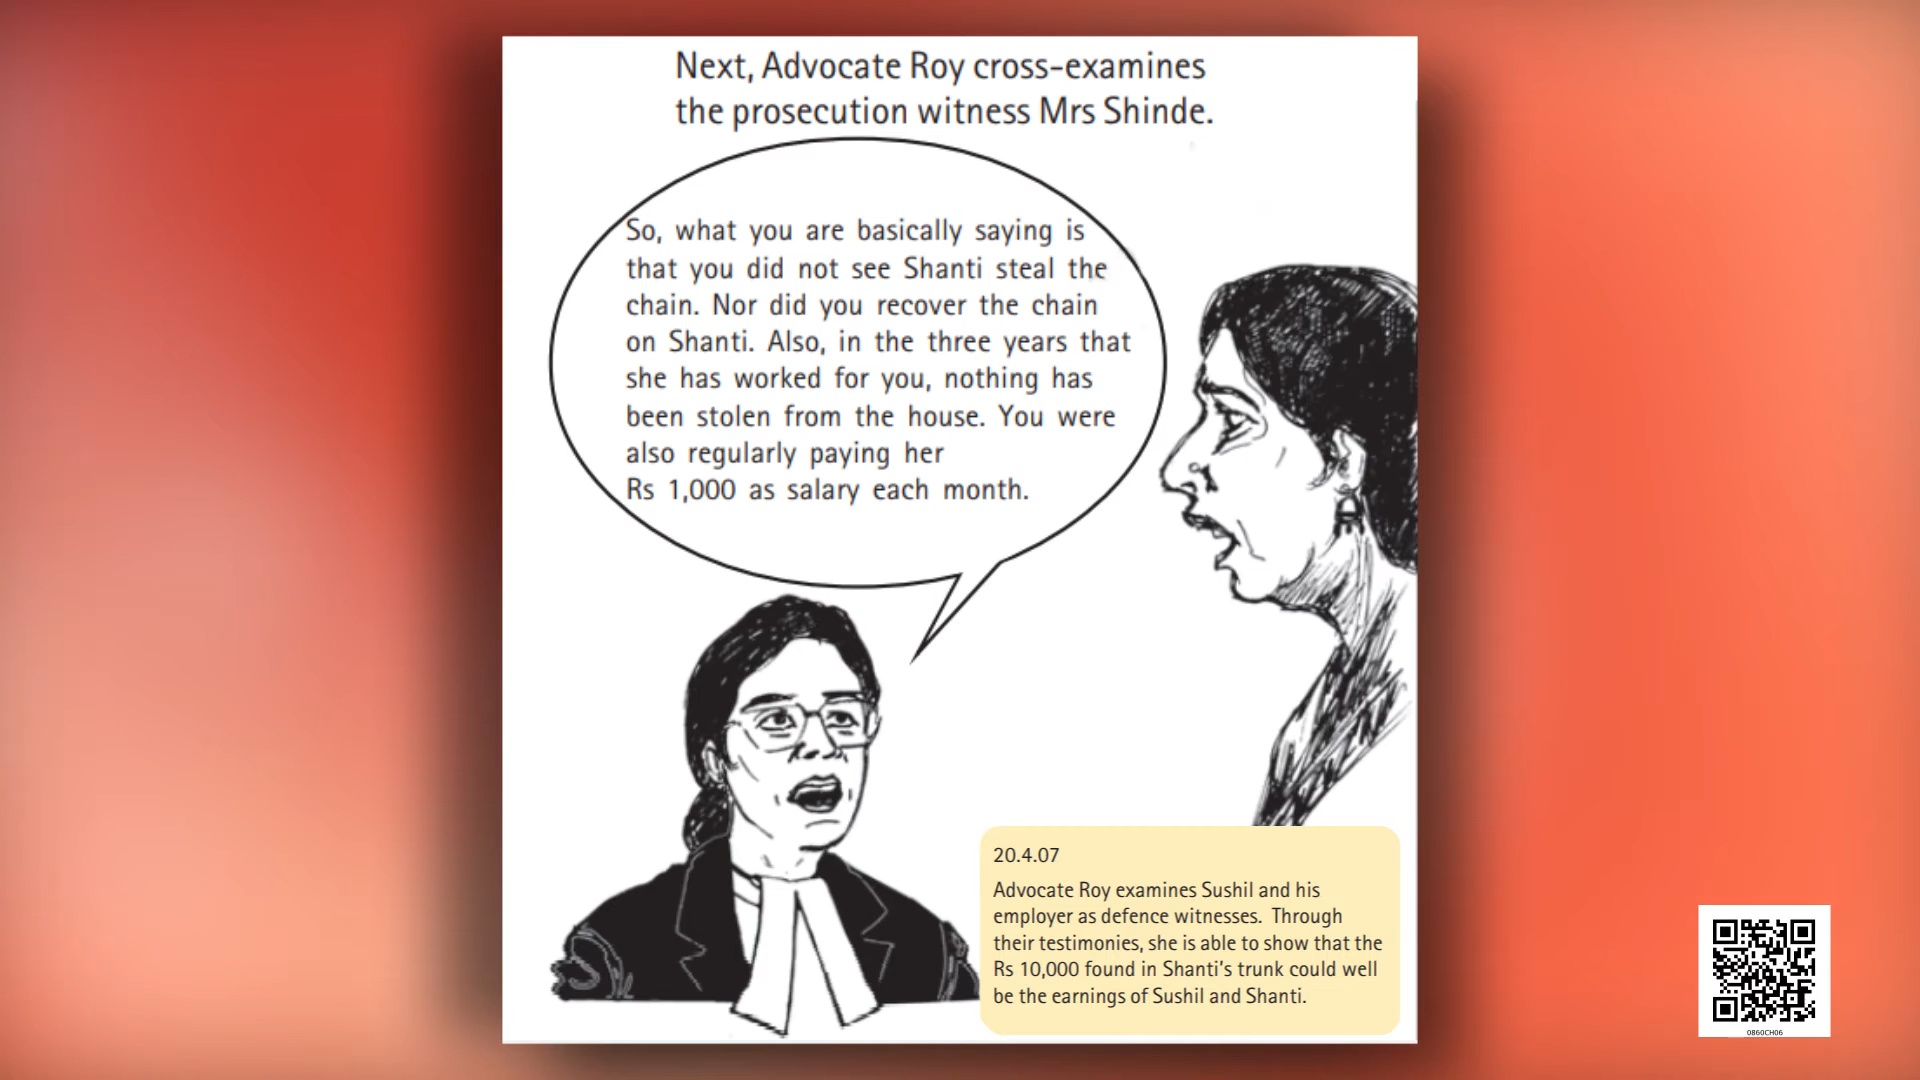 Next, Advocate Roy cross-examines
the prosecution witness Mrs Shinde.
So, what you are basically saying is
that you did not see Shanti steal the
chain. Nor did you recover the chain
on Shanti. Also, in the three years that
she has worked for you, nothing has
been stolen from the house. You were
also regularly paying her
Rs 1,000 as salary each month.
20.4.07
Advocate Roy examines Sushil and his
employer as defence witnesses. Through
their testimonies, she is able to show that the
Rs 10,000 found in Shanti's trunk could well
be the earnings of Sushil and Shanti.
0860CH06